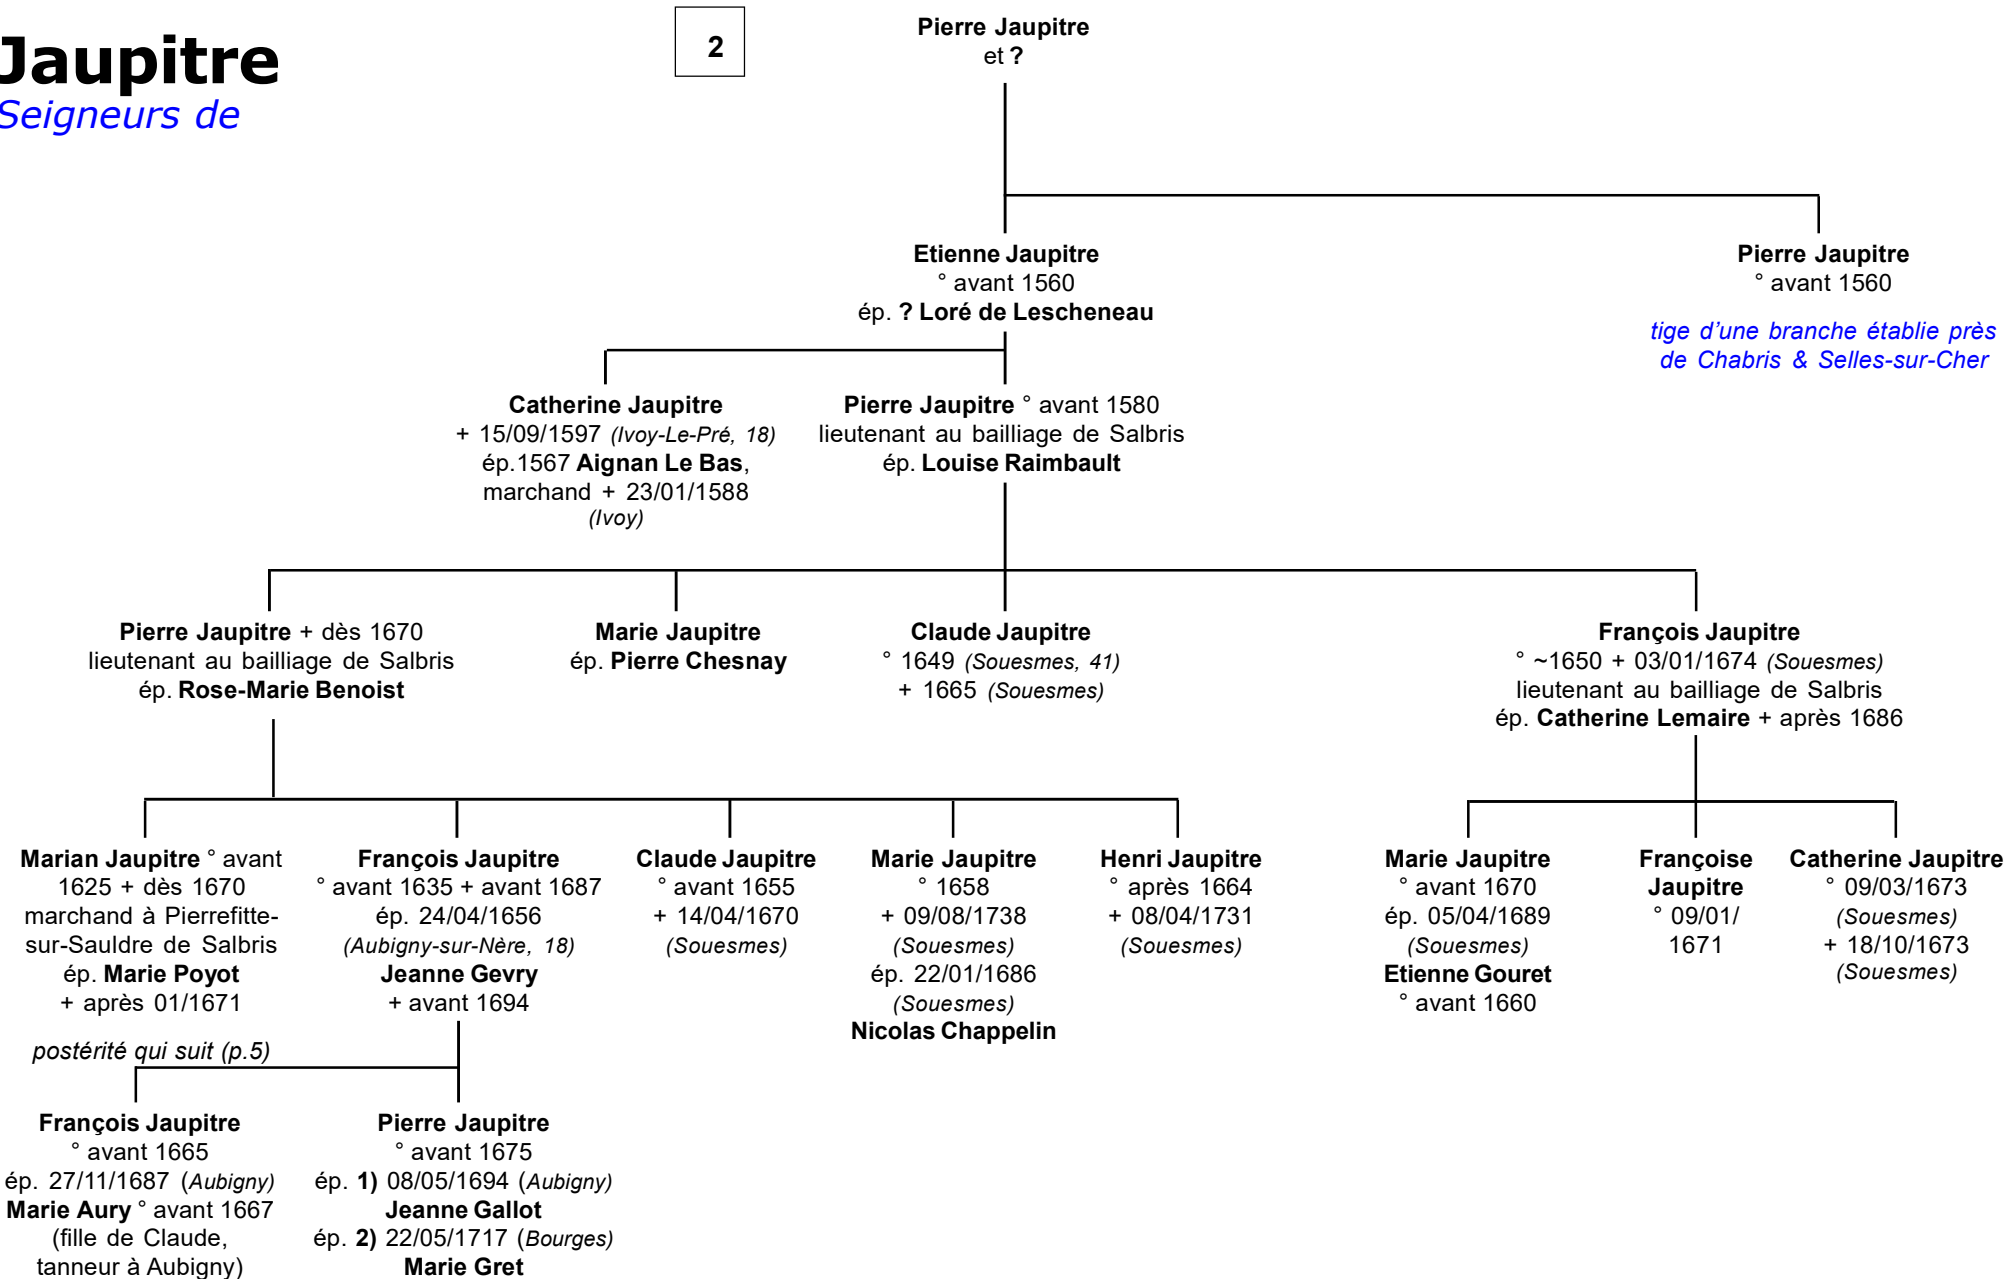 Jaupitre
Seigneurs de
2
Pierre Jaupitre
et ?
Etienne Jaupitre
° avant 1560
ép. ? Loré de Lescheneau
Pierre Jaupitre
° avant 1560
tige d’une branche établie près
de Chabris & Selles-sur-Cher
Catherine Jaupitre
+ 15/09/1597 (Ivoy-Le-Pré, 18)
ép.1567 Aignan Le Bas,
marchand + 23/01/1588
(Ivoy)
Pierre Jaupitre ° avant 1580
lieutenant au bailliage de Salbris
ép. Louise Raimbault
Pierre Jaupitre + dès 1670
lieutenant au bailliage de Salbris
ép. Rose-Marie Benoist
Marie Jaupitre
ép. Pierre Chesnay
Claude Jaupitre
° 1649 (Souesmes, 41)
+ 1665 (Souesmes)
François Jaupitre
° ~1650 + 03/01/1674 (Souesmes)
lieutenant au bailliage de Salbris
ép. Catherine Lemaire + après 1686
Marian Jaupitre ° avant
1625 + dès 1670
marchand à Pierrefitte-
sur-Sauldre de Salbris
ép. Marie Poyot
+ après 01/1671
postérité qui suit (p.5)
François Jaupitre
° avant 1635 + avant 1687
ép. 24/04/1656
(Aubigny-sur-Nère, 18)
Jeanne Gevry
+ avant 1694
Claude Jaupitre
° avant 1655
+ 14/04/1670
(Souesmes)
Marie Jaupitre
° 1658
+ 09/08/1738
(Souesmes)
ép. 22/01/1686
(Souesmes)
Nicolas Chappelin
Henri Jaupitre
° après 1664
+ 08/04/1731
(Souesmes)
Marie Jaupitre
° avant 1670
ép. 05/04/1689
(Souesmes)
Etienne Gouret
° avant 1660
Françoise
Jaupitre
° 09/01/
1671
Catherine Jaupitre
° 09/03/1673
(Souesmes)
+ 18/10/1673
(Souesmes)
François Jaupitre
° avant 1665
ép. 27/11/1687 (Aubigny)
Marie Aury ° avant 1667
(fille de Claude,
tanneur à Aubigny)
Pierre Jaupitre
° avant 1675
ép. 1) 08/05/1694 (Aubigny)
Jeanne Gallot
ép. 2) 22/05/1717 (Bourges)
Marie Gret